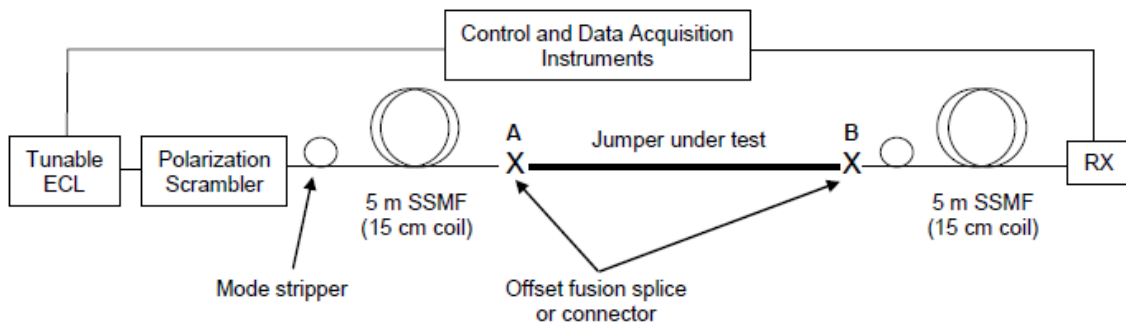 Control and Data Acquisition
Instruments
Tunable
ECL
Polarization
Scrambler
A
X
Jumper under test
B
X
RX
5 m SSMF
(15 cm coil)
5 m SSMF
(15 cm coil)
Mode stripper
Offset fusion splice
or connector